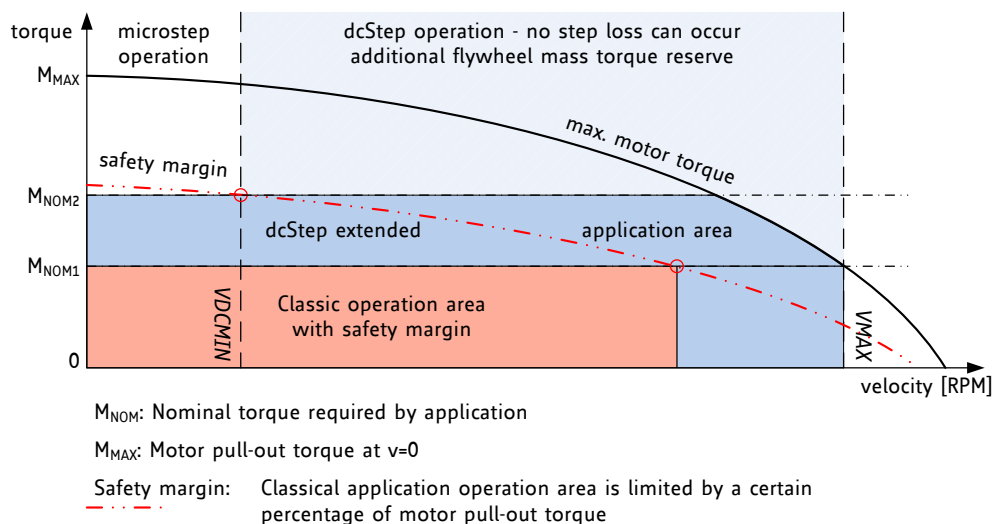 torque
microstep
operation
dcStep operation - no step loss can occur
additional flywheel mass torque reserve
MMAX
max. motor torque
safety margin
MNOM2
dcStep extended
application area
MNOM1
Classic operation area
with safety margin
VDCMIN
VMAX
0
velocity [RPM]
MNOM: Nominal torque required by application
MMAX: Motor pull-out torque at v=0
Safety margin: Classical application operation area is limited by a certain
percentage of motor pull-out torque